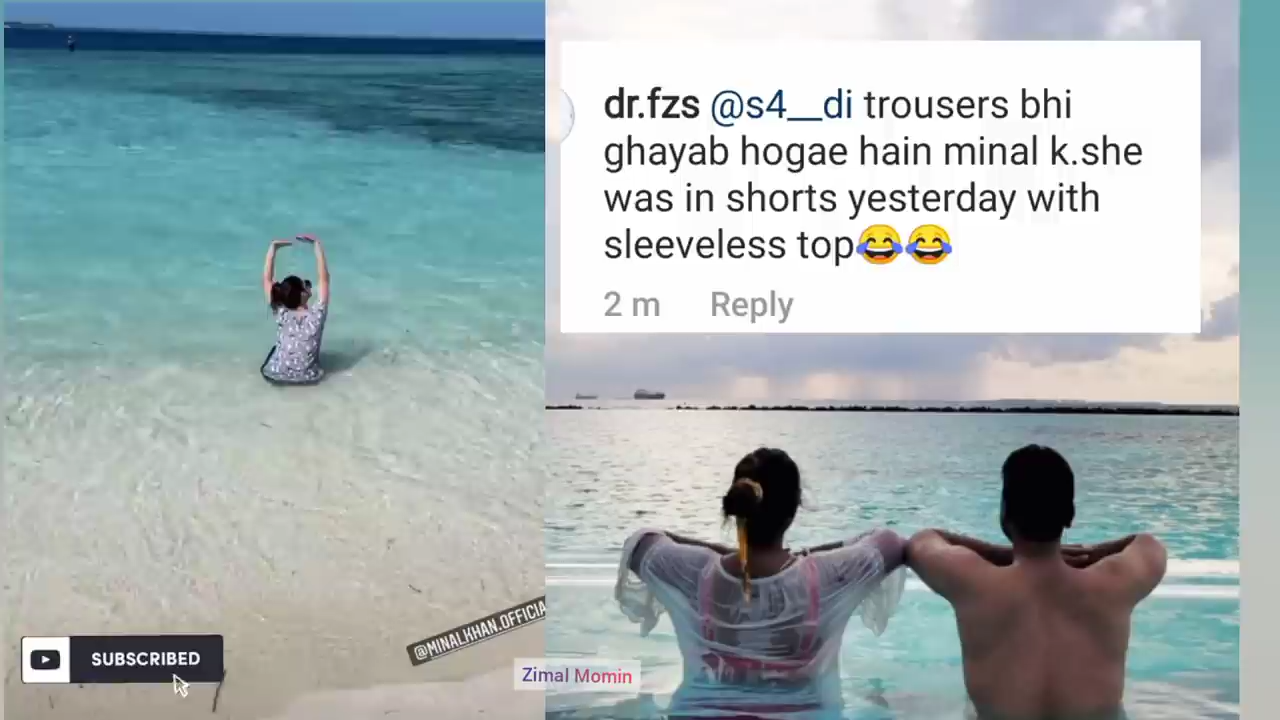 dr.fzs @s4__di trousers bhi
ghayab hogae hain minal k.she
was in shorts yesterday with
sleeveless top😂😂
2 m Reply
@MINALKHAN.OFFICIA
SUBSCRIBED
Zimal Momin